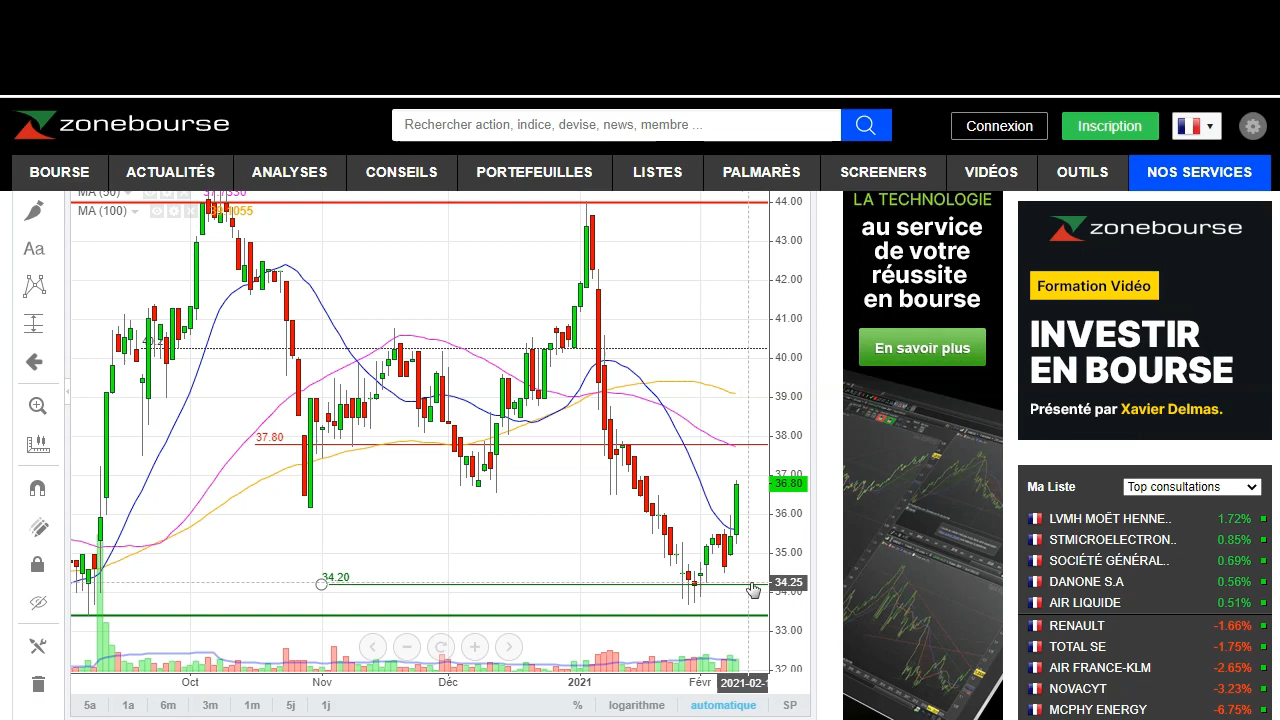 zonebourse
Rechercher action, indice, devise, news, membre ...
Connexion
Inscription
BOURSE
ACTUALITÉS
ANALYSES
CONSEILS
PORTEFEUILLES
LISTES
PALMARÈS
SCREENERS
VIDÉOS
OUTILS
NOS SERVICES
MA (50)
MA (100)
Aa
44.00
43.00
42.00
41.00
40.00
39.00
38.00
37.00
36.80
36.00
35.00
34.25
34.00
33.00
32.00
37.80
34.20
Oct
Nov
Déc
2021
Févr
5a
1a
6m
3m
1m
5j
1j
%
logarithme
automatique
SP
LA TECHNOLOGIE
au service
de votre
réussite
en bourse
En savoir plus
zonebourse
Formation Vidéo
INVESTIR
EN BOURSE
Présenté par Xavier Delmas.
Ma Liste
Top consultations
LVMH MOËT HENNE.. 1.72%
STMICROELECTRON.. 0.85%
SOCIÉTÉ GÉNÉRAL.. 0.69%
DANONE S.A 0.56%
AIR LIQUIDE 0.51%
RENAULT -1.66%
TOTAL SE -1.75%
AIR FRANCE-KLM -2.65%
NOVACYT -3.23%
MCPHY ENERGY -6.75%